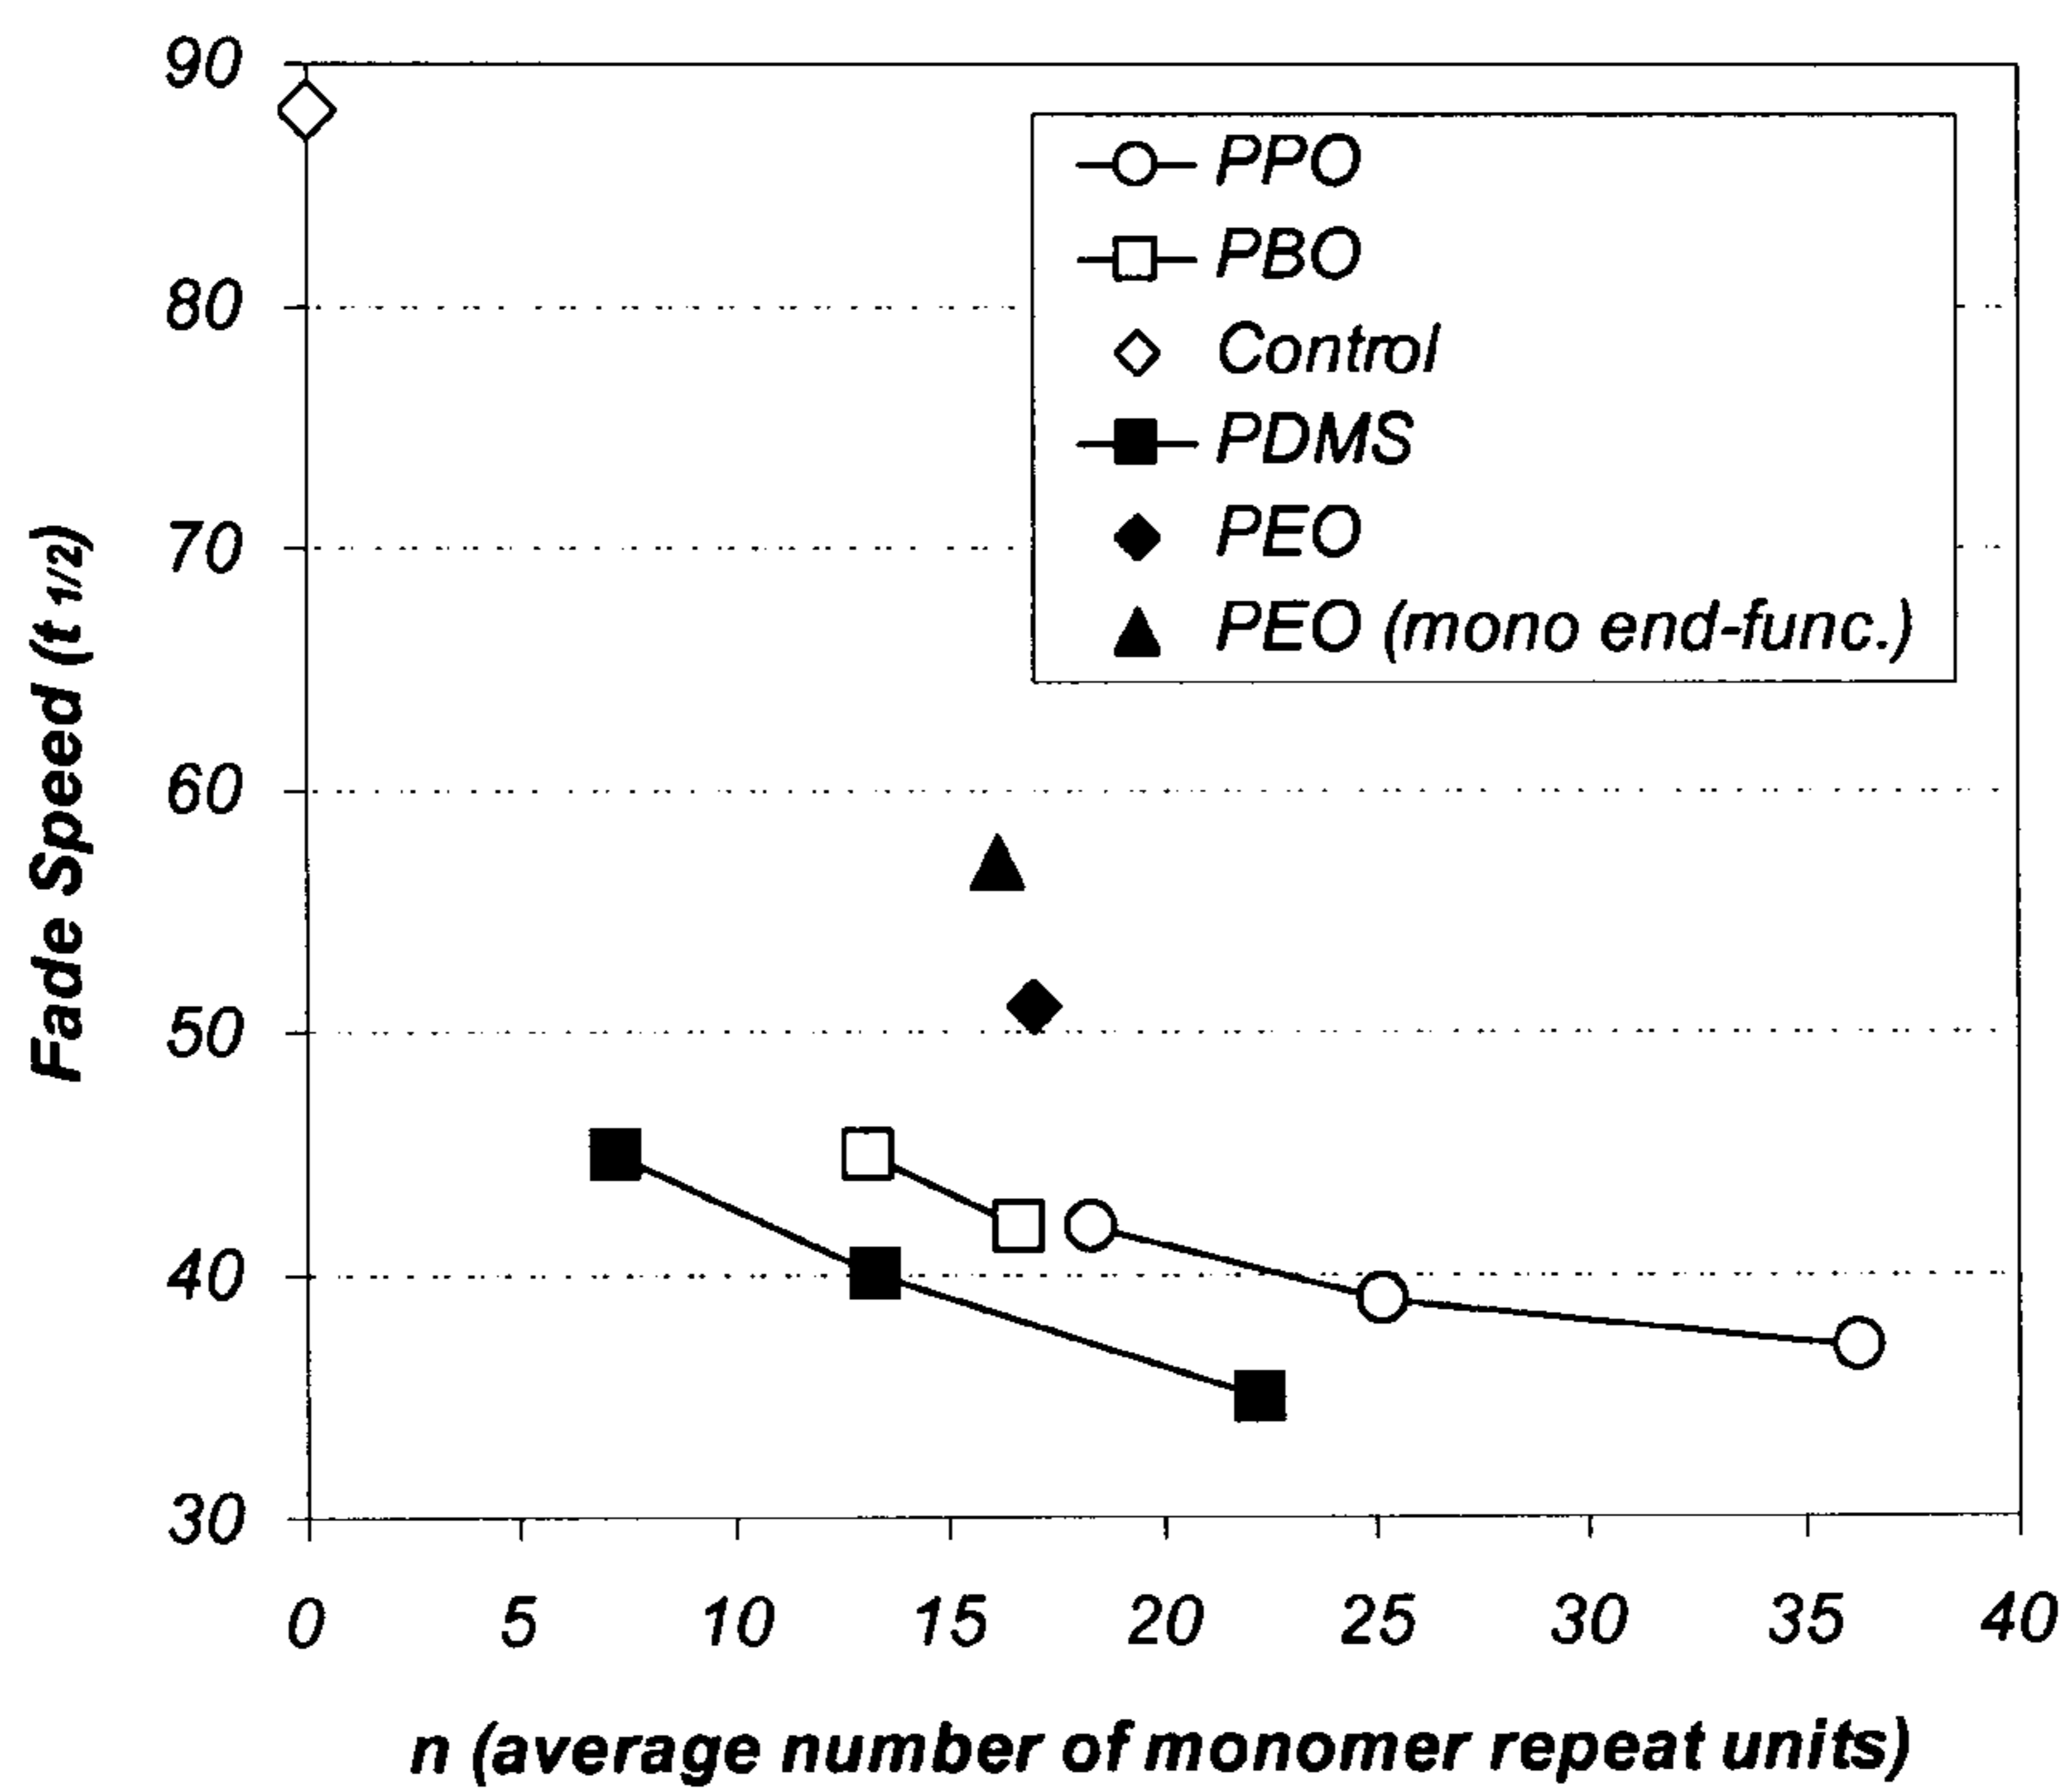 90
80
70
60
50
40
30
Fade Speed (t 1/2)
PPO
PBO
Control
PDMS
PEO
PEO (mono end-func.)
0 5 10 15 20 25 30 35 40
n (average number of monomer repeat units)